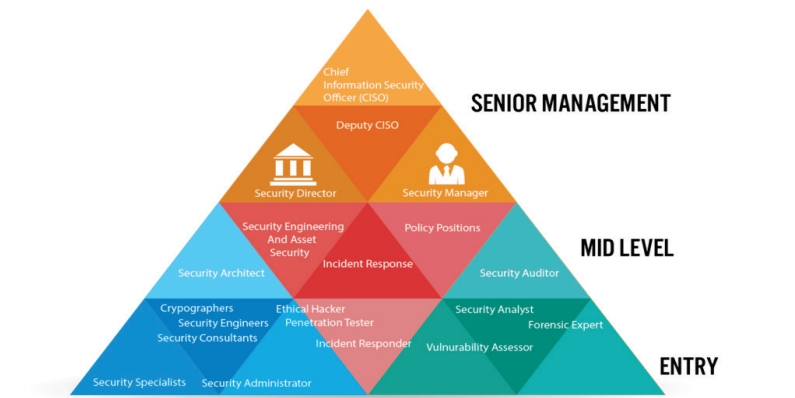 Chief
Information Security
Officer (CISO)
SENIOR MANAGEMENT
Deputy CISO
Security Director
Security Manager
Security Engineering
And Asset
Security
Policy Positions
MID LEVEL
Security Architect
Incident Response
Security Auditor
Crypographers
Security Engineers
Security Consultants
Ethical Hacker
Penetration Tester
Incident Responder
Security Analyst
Forensic Expert
Vulnurability Assessor
ENTRY
Security Specialists
Security Administrator